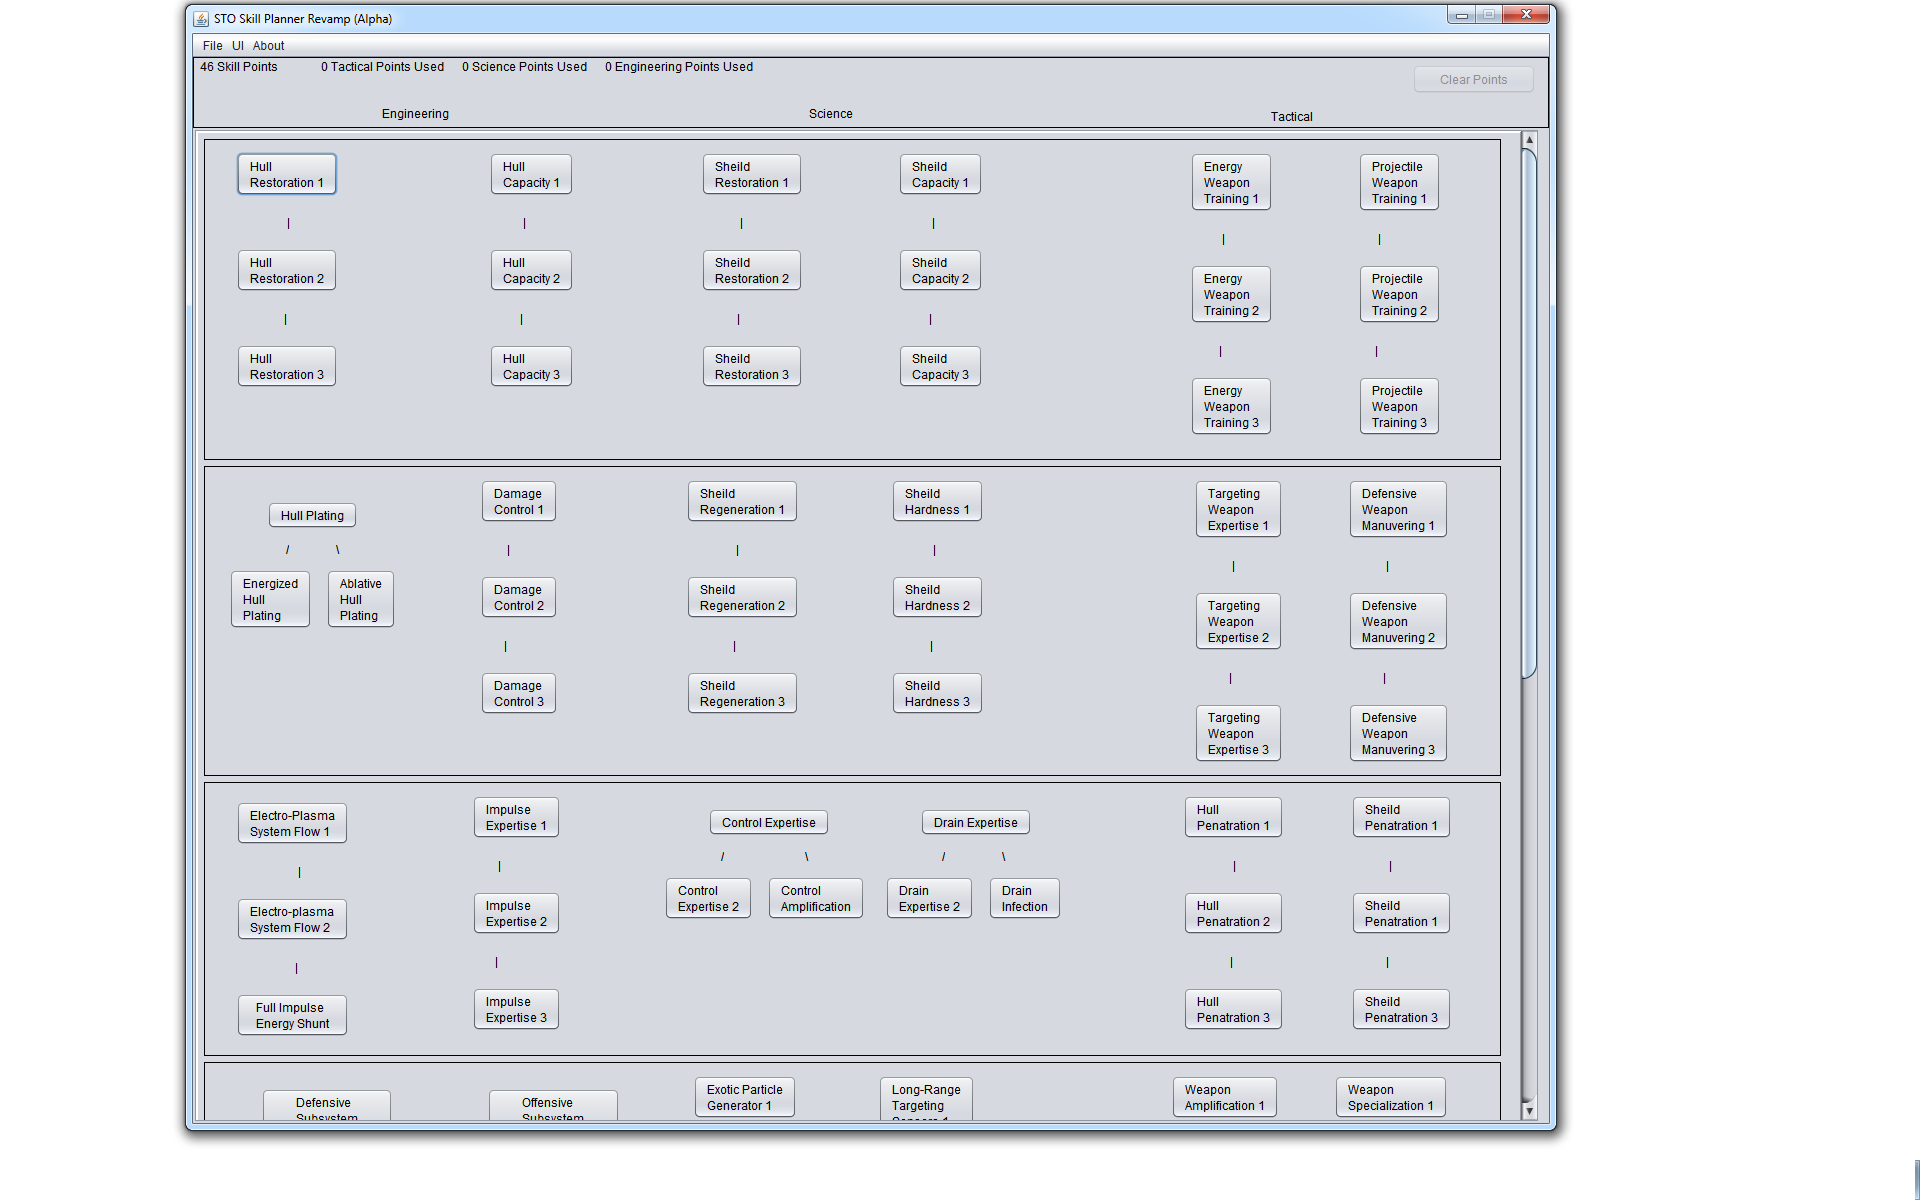 STO Skill Planner Revamp (Alpha)
File UI About
46 Skill Points 0 Tactical Points Used 0 Science Points Used 0 Engineering Points Used
Clear Points
Engineering Science Tactical
Hull
Restoration 1
Hull
Capacity 1
Sheild
Restoration 1
Sheild
Capacity 1
Energy
Weapon
Training 1
Projectile
Weapon
Training 1
Hull
Restoration 2
Hull
Capacity 2
Sheild
Restoration 2
Sheild
Capacity 2
Energy
Weapon
Training 2
Projectile
Weapon
Training 2
Hull
Restoration 3
Hull
Capacity 3
Sheild
Restoration 3
Sheild
Capacity 3
Energy
Weapon
Training 3
Projectile
Weapon
Training 3
Hull Plating
Damage
Control 1
Sheild
Regeneration 1
Sheild
Hardness 1
Targeting
Weapon
Expertise 1
Defensive
Weapon
Manuvering 1
Energized
Hull
Plating
Ablative
Hull
Plating
Damage
Control 2
Sheild
Regeneration 2
Sheild
Hardness 2
Targeting
Weapon
Expertise 2
Defensive
Weapon
Manuvering 2
Damage
Control 3
Sheild
Regeneration 3
Sheild
Hardness 3
Targeting
Weapon
Expertise 3
Defensive
Weapon
Manuvering 3
Electro-Plasma
System Flow 1
Impulse
Expertise 1
Control Expertise
Drain Expertise
Hull
Penatration 1
Sheild
Penatration 1
Electro-plasma
System Flow 2
Impulse
Expertise 2
Control
Expertise 2
Control
Amplification
Drain
Expertise 2
Drain
Infection
Hull
Penatration 2
Sheild
Penatration 1
Full Impulse
Energy Shunt
Impulse
Expertise 3
Hull
Penatration 3
Sheild
Penatration 3
Defensive
Subsystem
Offensive
Subsystem
Exotic Particle
Generator 1
Long-Range
Targeting
Sensors 1
Weapon
Amplification 1
Weapon
Specialization 1